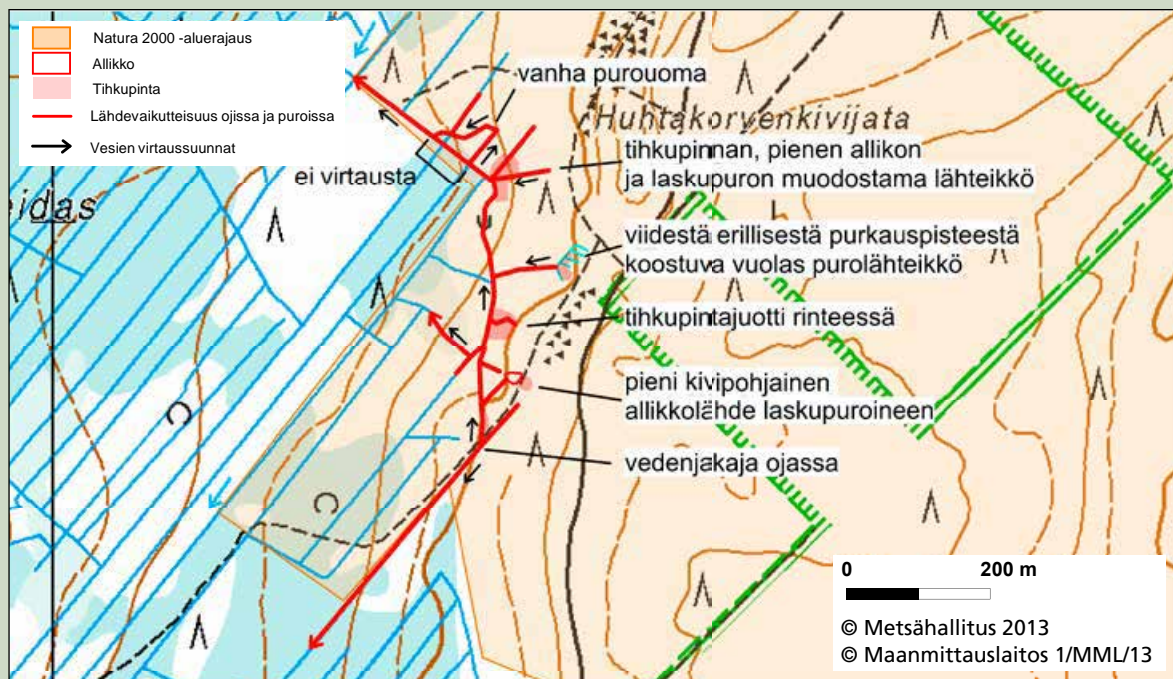 Natura 2000 -aluerajaus
Allikko
Tihkupinta
Lähdevaikutteisuus ojissa ja puroissa
Vesien virtaussuunnat
vanha purouoma
Huhtakorvenkivijata
ei virtausta
tihkupinnan, pienen allikon
ja laskupuron muodostama lähteikkö
eidas
viidestä erillisestä purkauspisteestä
koostuva vuolas purolähteikkö
tihkupintajuotti rinteessä
pieni kivipohjainen
allikkolähde laskupuroineen
vedenjakaja ojassa
0 200 m
© Metsähallitus 2013
© Maanmittauslaitos 1/MML/13